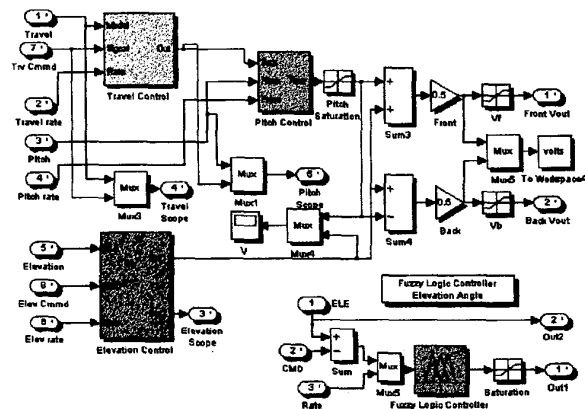 1
Travel
7
Trv Cmmd
2
Travel rate
3
Pitch
4
Pitch rate
Model
Signal
Rate
Out
Travel Control
Pitch Control
Pitch
Saturation
Sum3
0.5
Front
Vf
1
Front Vout
Mux
Mux5
volts
To Workspace4
Mux
Mux3
4
Travel
Scope
Mux
Mux1
6
Pitch
Scope
V
Mux
Mux4
Sum4
0.5
Back
Vb
2
Back Vout
5
Elevation
8
Elev Cmmd
6
Elev rate
Elevation Control
3
Elevation
Scope
Fuzzy Logic Controller
Elevation Angle
1
ELE
2
CMD
Sum
3
Rate
Mux
Mux5
Fuzzy Logic Controller
Saturation
2
Out2
1
Out1